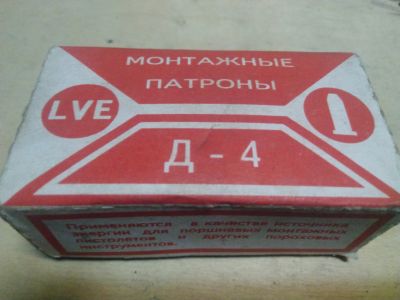 МОНТАЖНЫЕ
ПАТРОНЫ
LVE
Д - 4
Применяются в качестве источника
энергии для поршневых монтажных
пистолетов и других пороховых
инструментов.